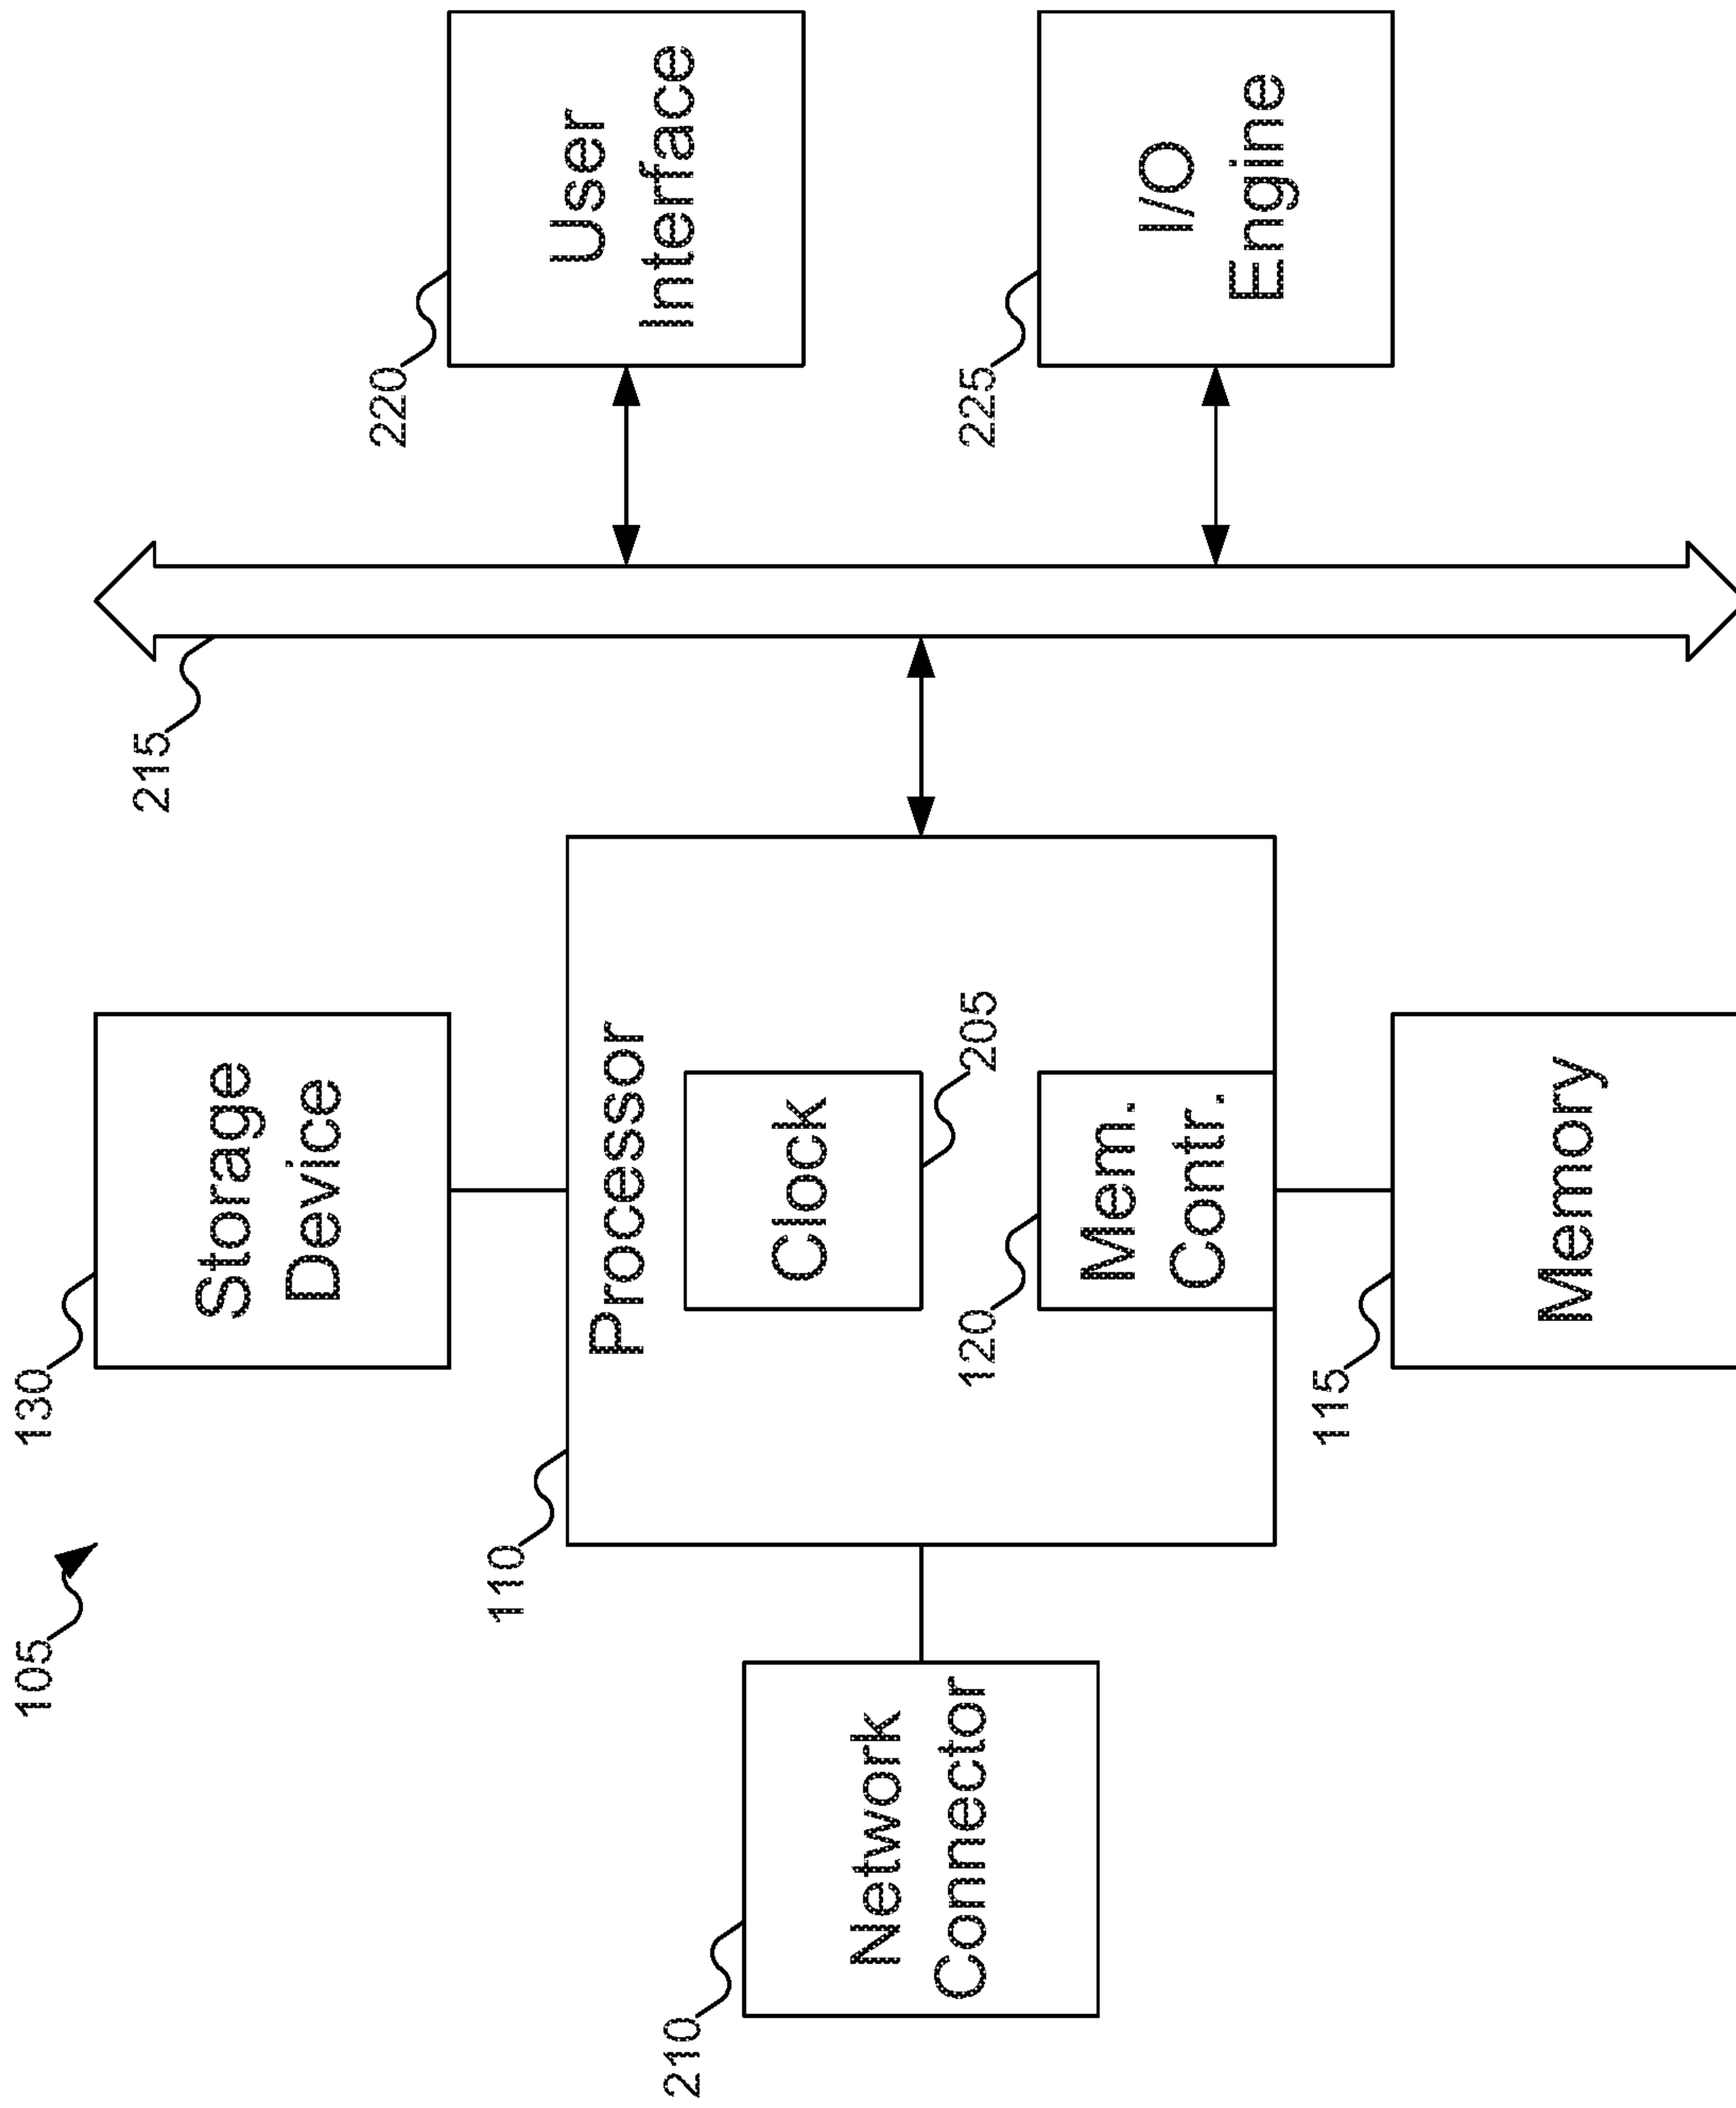 105
130
215
Storage
Device
220
110
User
Interface
Processor
210
Clock
Network
Connector
120
205
225
Mem.
Contr.
I/O
Engine
115
Memory